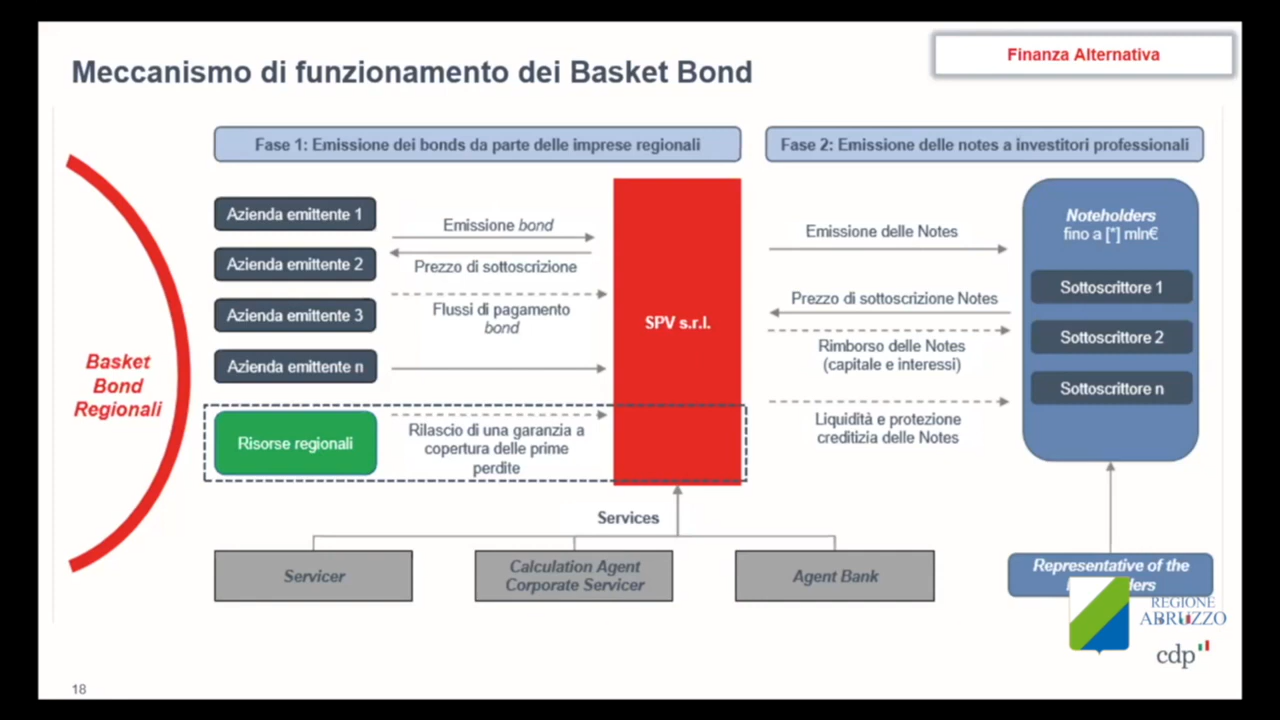 Meccanismo di funzionamento dei Basket Bond
Finanza Alternativa
Fase 1: Emissione dei bonds da parte delle imprese regionali
Fase 2: Emissione delle notes a investitori professionali
Basket
Bond
Regionali
Azienda emittente 1
Azienda emittente 2
Azienda emittente 3
Azienda emittente n
Risorse regionali
Emissione bond
Prezzo di sottoscrizione
Flussi di pagamento
bond
Rilascio di una garanzia a
copertura delle prime
perdite
SPV s.r.l.
Emissione delle Notes
Prezzo di sottoscrizione Notes
Rimborso delle Notes
(capitale e interessi)
Liquidità e protezione
creditizia delle Notes
Noteholders
fino a [*] mln€
Sottoscrittore 1
Sottoscrittore 2
Sottoscrittore n
Services
Servicer
Calculation Agent
Corporate Servicer
Agent Bank
Representative of the
REGIONE
ABRUZZO
cdp
18